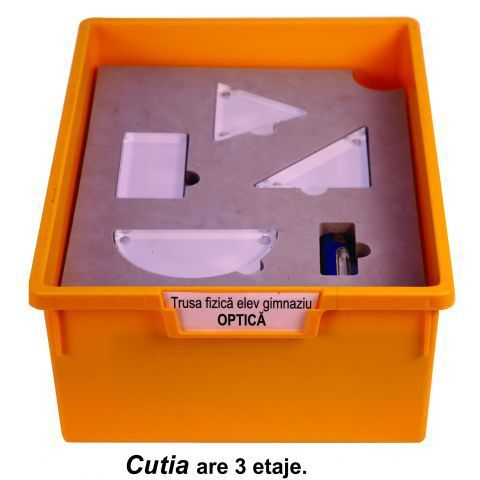 Trusa fizică elev gimnaziu
OPTICĂ
Cutia are 3 etaje.